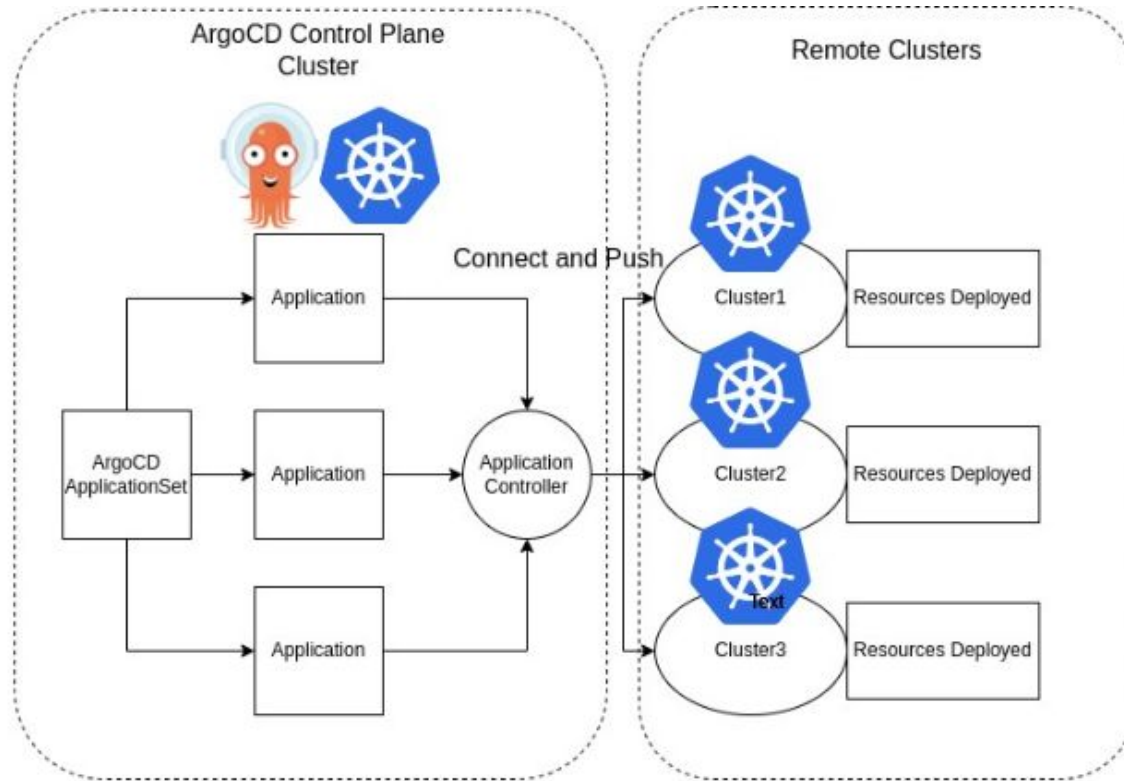 ArgoCD Control Plane
Cluster
Remote Clusters
Connect and Push
Application
Cluster1
Resources Deployed
ArgoCD
ApplicationSet
Application
Application
Controller
Cluster2
Resources Deployed
Text
Application
Cluster3
Resources Deployed